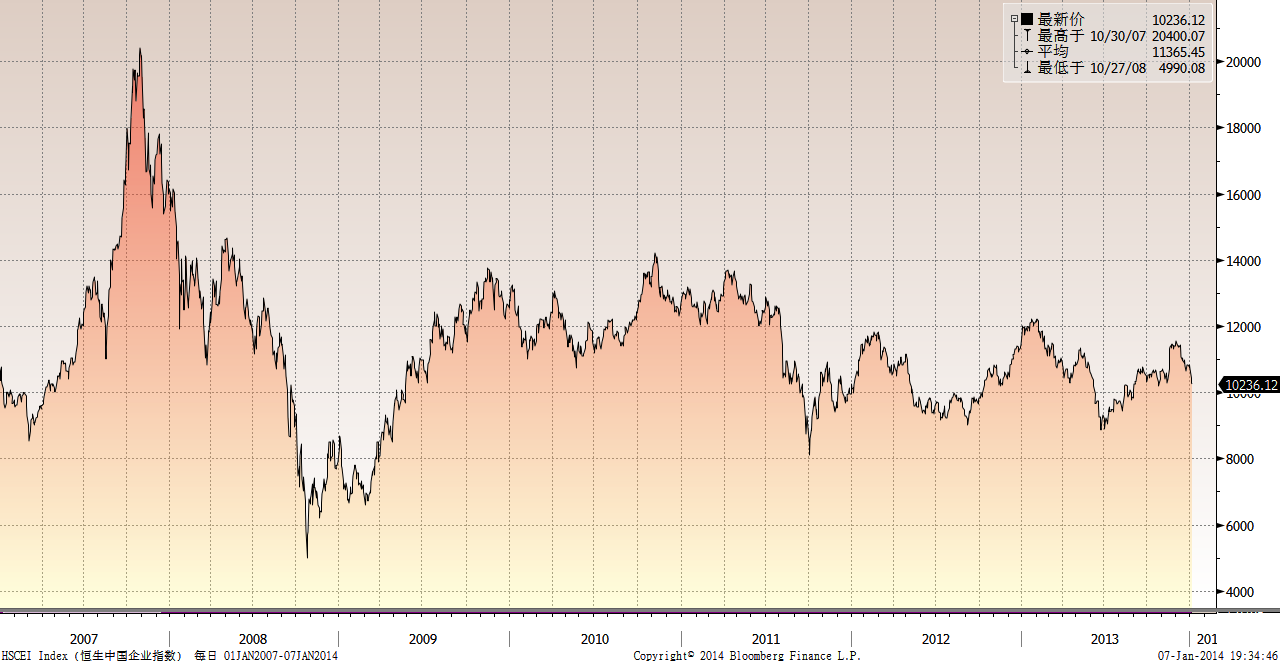 最新价 10236.12
最高于 10/30/07 20400.07
平均 11365.45
最低于 10/27/08 4990.08
20000
18000
16000
14000
12000
10236.12
10000
8000
6000
4000
2007 2008 2009 2010 2011 2012 2013 201
HSCEI Index (恒生中国企业指数) 每日 01JAN2007-07JAN2014 Copyright© 2014 Bloomberg Finance L.P. 07-Jan-2014 19:34:46